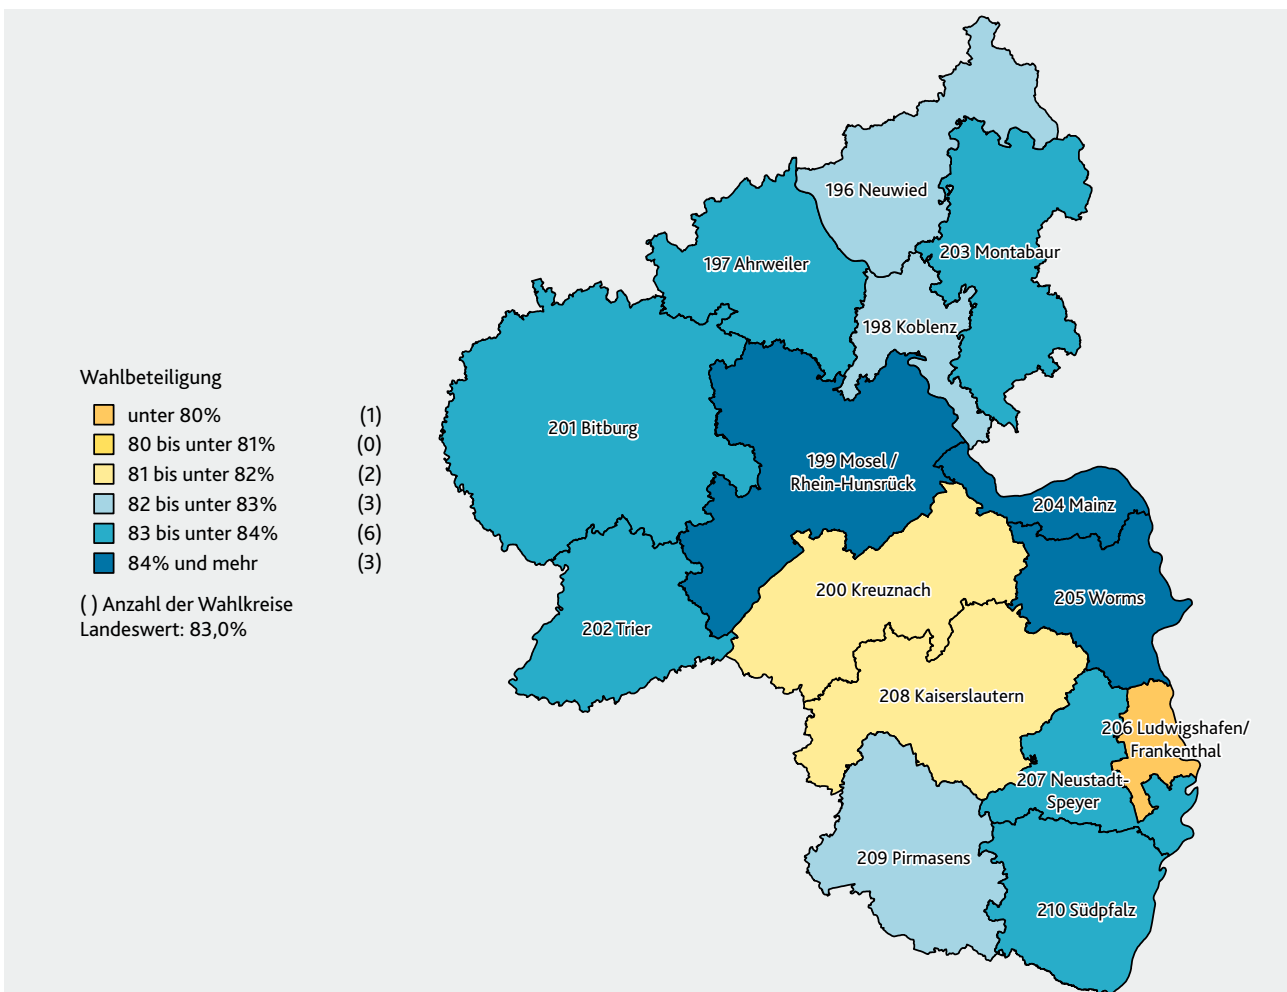 196 Neuwied
203 Montabaur
197 Ahrweiler
198 Koblenz
Wahlbeteiligung
unter 80% (1)
80 bis unter 81% (0)
81 bis unter 82% (2)
82 bis unter 83% (3)
83 bis unter 84% (6)
84% und mehr (3)
( ) Anzahl der Wahlkreise
Landeswert: 83,0%
201 Bitburg
199 Mosel /
Rhein-Hunsrück
204 Mainz
200 Kreuznach
205 Worms
202 Trier
208 Kaiserslautern
206 Ludwigshafen/
Frankenthal
207 Neustadt-
Speyer
209 Pirmasens
210 Südpfalz